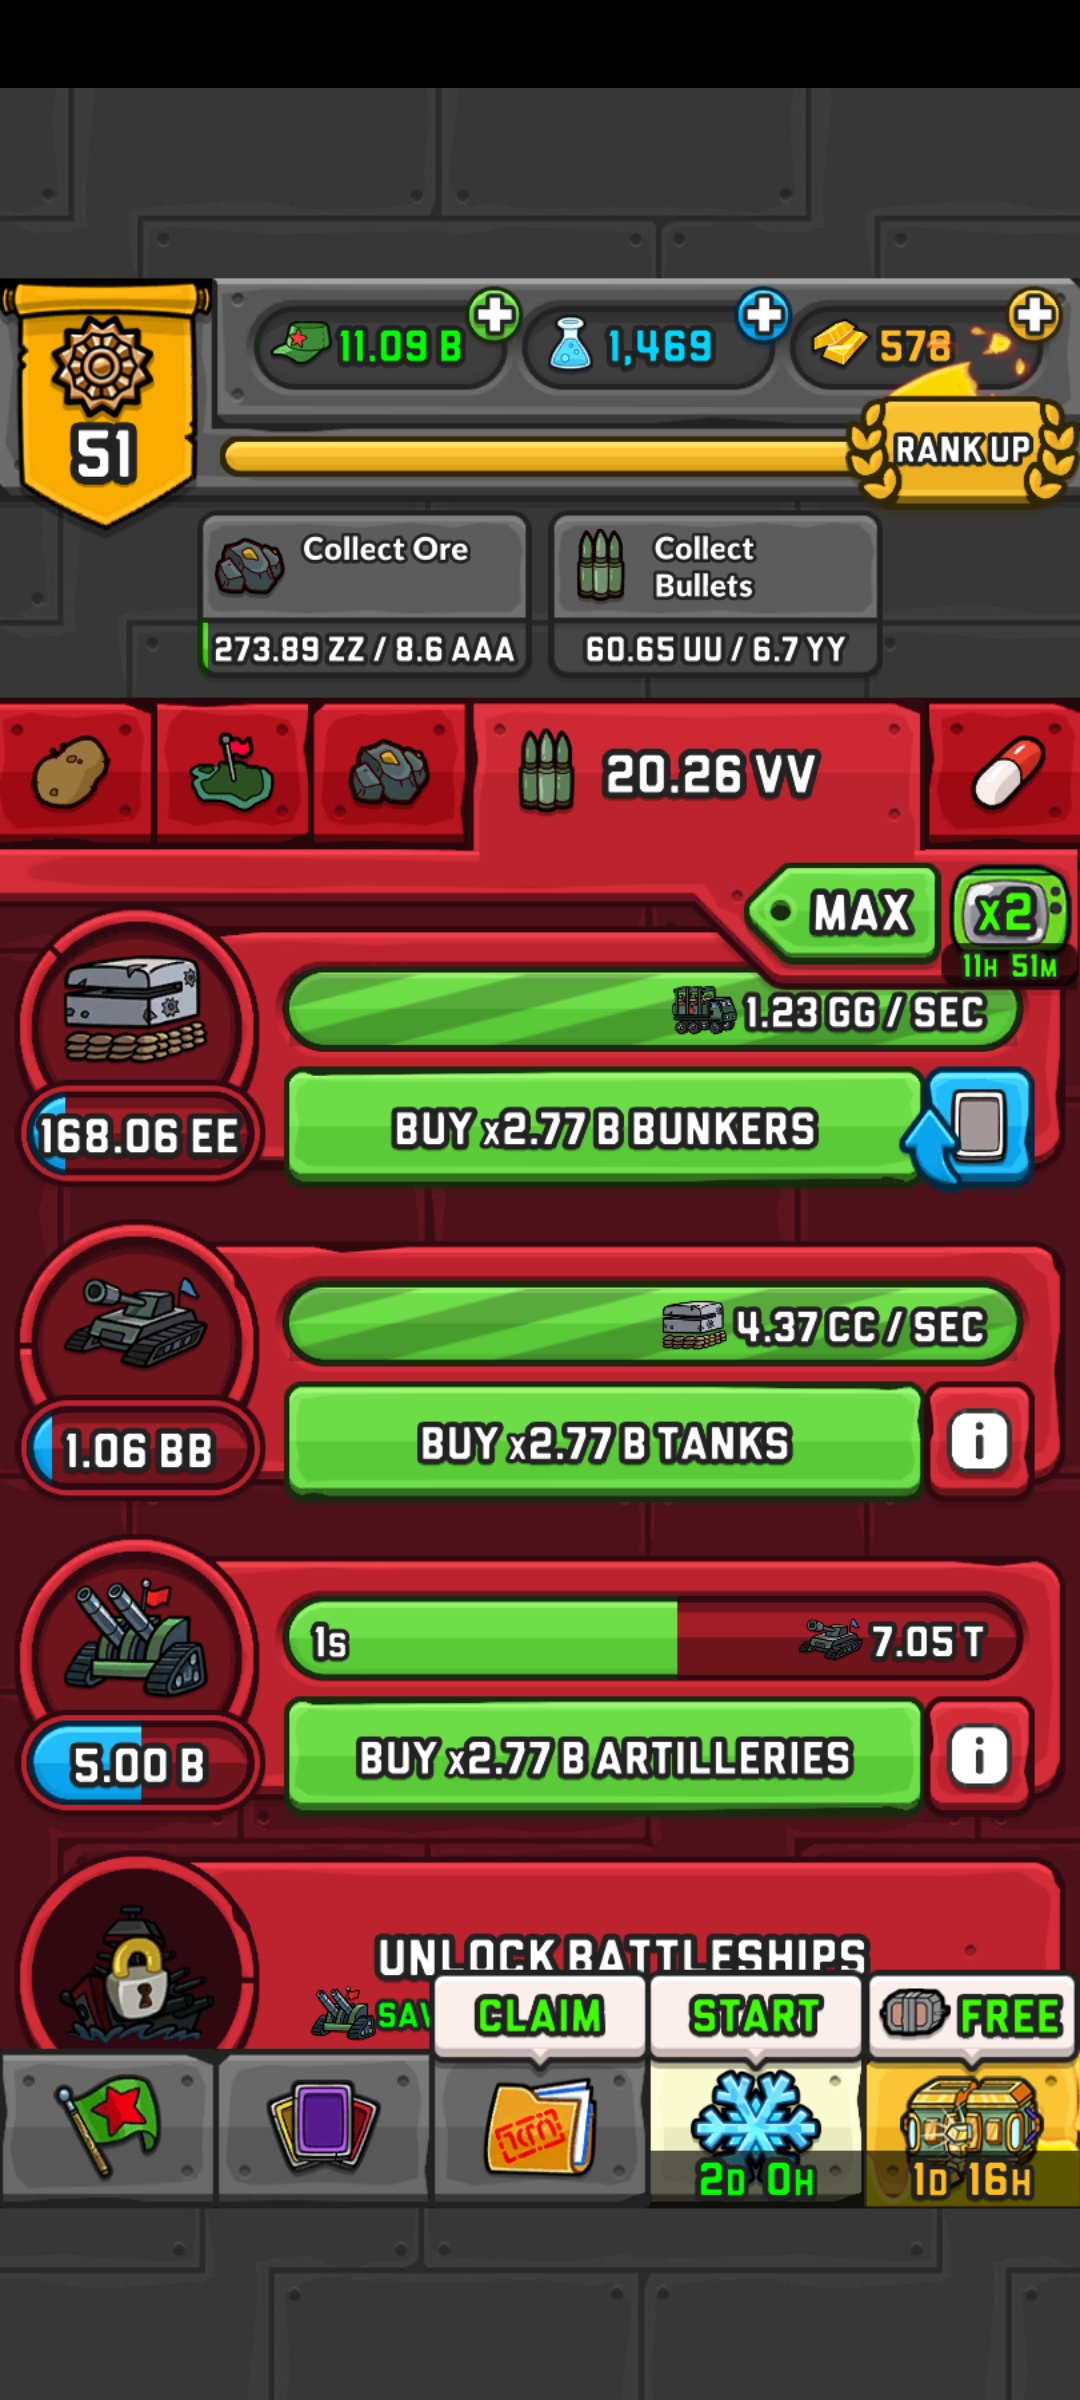 11.09 B
1,469
578
51
RANK UP
Collect Ore
273.89 ZZ / 8.6 AAA
Collect
Bullets
60.65 UU / 6.7 YY
20.26 VV
MAX
x2
11H 51M
1.23 GG / SEC
168.06 EE
BUY x2.77 B BUNKERS
4.37 CC / SEC
1.06 BB
BUY x2.77 B TANKS
i
1s
7.05 T
5.00 B
BUY x2.77 B ARTILLERIES
i
UNLOCK BATTLESHIPS
CLAIM
START
FREE
2D 0H
1D 16H